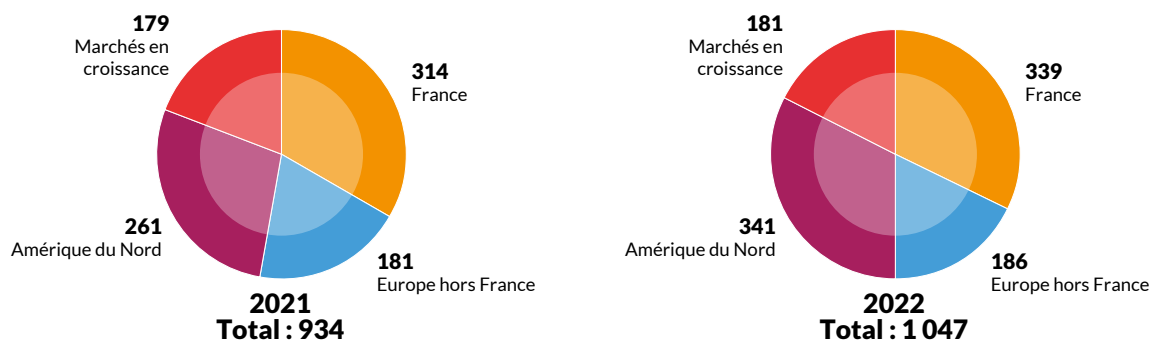 179
Marchés en
croissance
314
France
261
Amérique du Nord
181
Europe hors France
2021
Total : 934
181
Marchés en
croissance
339
France
341
Amérique du Nord
186
Europe hors France
2022
Total : 1 047